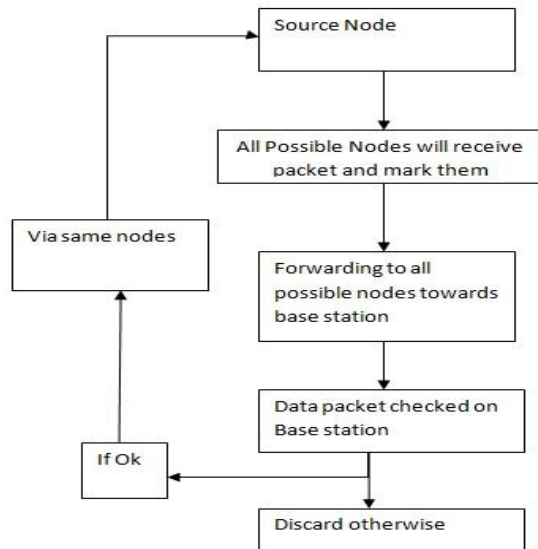 Source Node
All Possible Nodes will receive
packet and mark them
Via same nodes
Forwarding to all
possible nodes towards
base station
Data packet checked on
Base station
If Ok
Discard otherwise